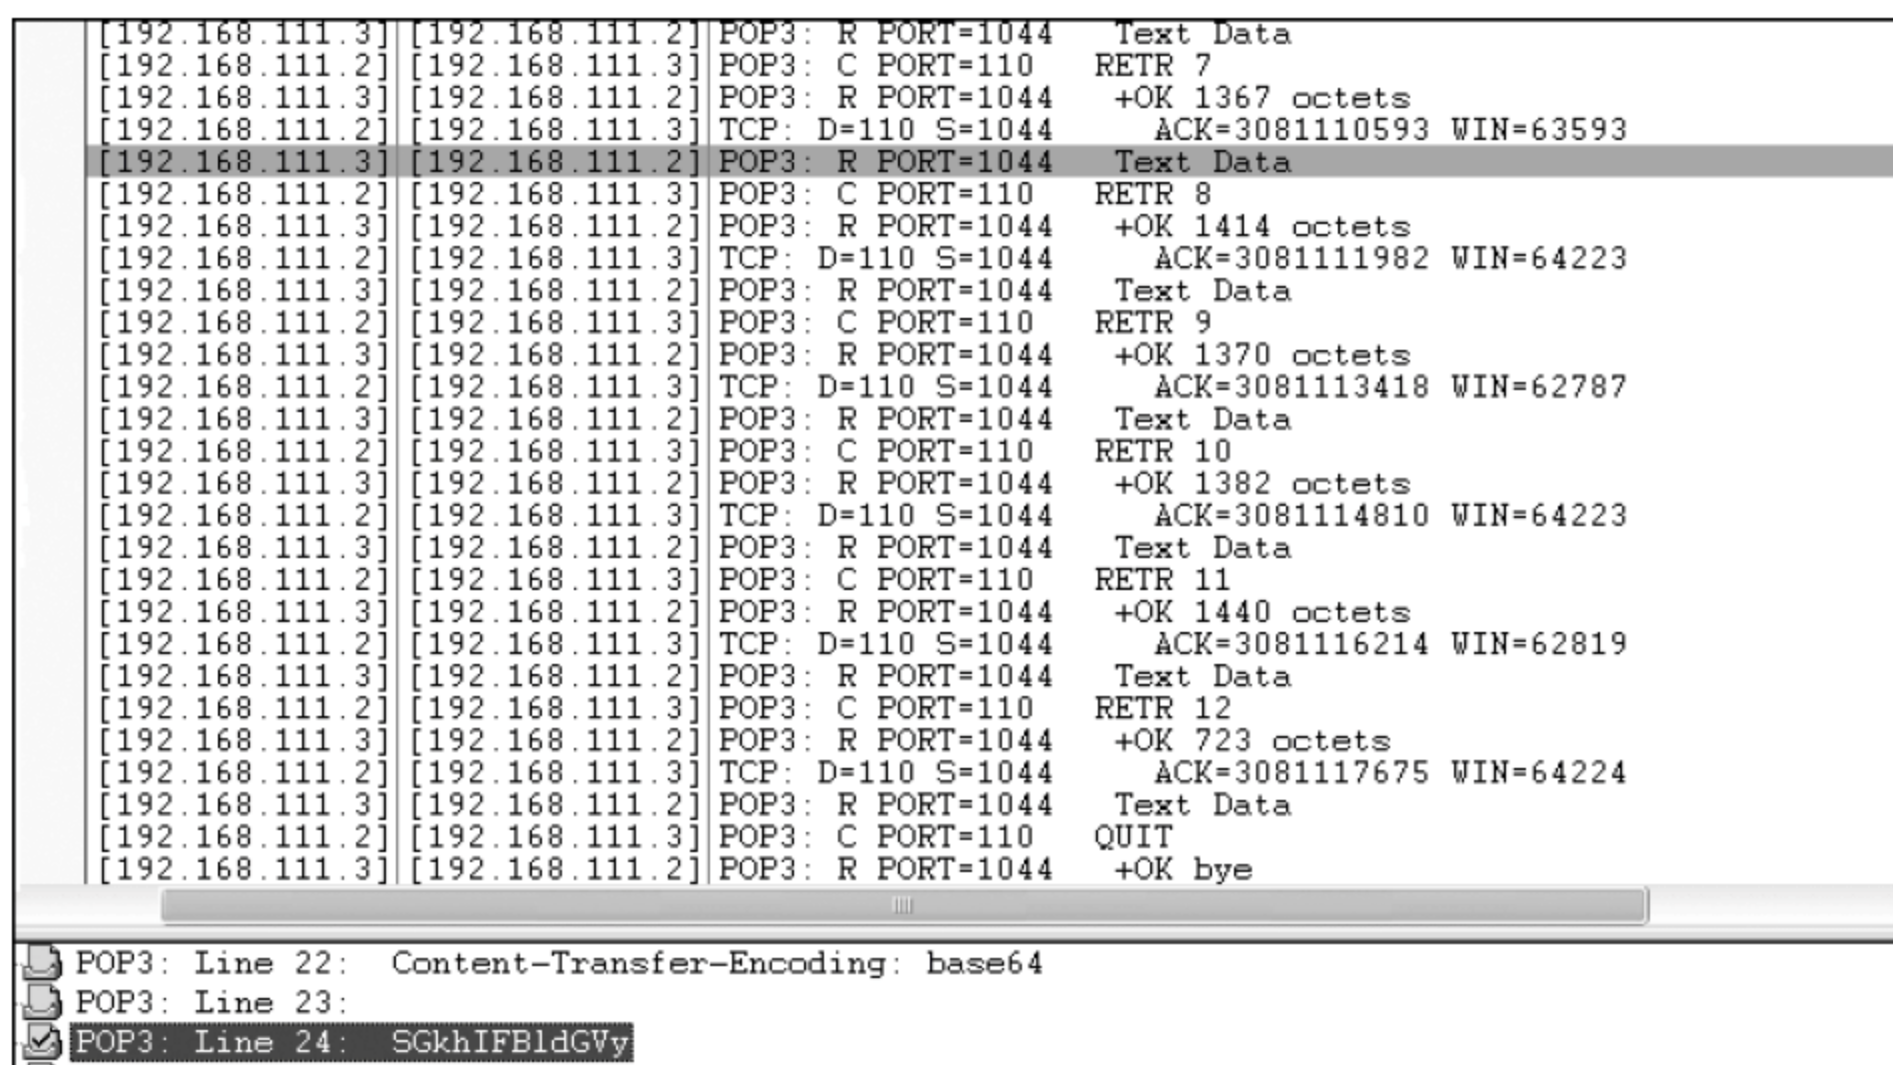 [192.168.111.3] [192.168.111.2] POP3: R PORT=1044 Text Data
[192.168.111.2] [192.168.111.3] POP3: C PORT=110 RETR 7
[192.168.111.3] [192.168.111.2] POP3: R PORT=1044 +OK 1367 octets
[192.168.111.2] [192.168.111.3] TCP: D=110 S=1044 ACK=3081110593 WIN=63593
[192.168.111.3] [192.168.111.2] POP3: R PORT=1044 Text Data
[192.168.111.2] [192.168.111.3] POP3: C PORT=110 RETR 8
[192.168.111.3] [192.168.111.2] POP3: R PORT=1044 +OK 1414 octets
[192.168.111.2] [192.168.111.3] TCP: D=110 S=1044 ACK=3081111982 WIN=64223
[192.168.111.3] [192.168.111.2] POP3: R PORT=1044 Text Data
[192.168.111.2] [192.168.111.3] POP3: C PORT=110 RETR 9
[192.168.111.3] [192.168.111.2] POP3: R PORT=1044 +OK 1370 octets
[192.168.111.2] [192.168.111.3] TCP: D=110 S=1044 ACK=3081113418 WIN=62787
[192.168.111.3] [192.168.111.2] POP3: R PORT=1044 Text Data
[192.168.111.2] [192.168.111.3] POP3: C PORT=110 RETR 10
[192.168.111.3] [192.168.111.2] POP3: R PORT=1044 +OK 1382 octets
[192.168.111.2] [192.168.111.3] TCP: D=110 S=1044 ACK=3081114810 WIN=64223
[192.168.111.3] [192.168.111.2] POP3: R PORT=1044 Text Data
[192.168.111.2] [192.168.111.3] POP3: C PORT=110 RETR 11
[192.168.111.3] [192.168.111.2] POP3: R PORT=1044 +OK 1440 octets
[192.168.111.2] [192.168.111.3] TCP: D=110 S=1044 ACK=3081116214 WIN=62819
[192.168.111.3] [192.168.111.2] POP3: R PORT=1044 Text Data
[192.168.111.2] [192.168.111.3] POP3: C PORT=110 RETR 12
[192.168.111.3] [192.168.111.2] POP3: R PORT=1044 +OK 723 octets
[192.168.111.2] [192.168.111.3] TCP: D=110 S=1044 ACK=3081117675 WIN=64224
[192.168.111.3] [192.168.111.2] POP3: R PORT=1044 Text Data
[192.168.111.2] [192.168.111.3] POP3: C PORT=110 QUIT
[192.168.111.3] [192.168.111.2] POP3: R PORT=1044 +OK bye
POP3: Line 22: Content-Transfer-Encoding: base64
POP3: Line 23:
POP3: Line 24: SGkhIFBldGVy